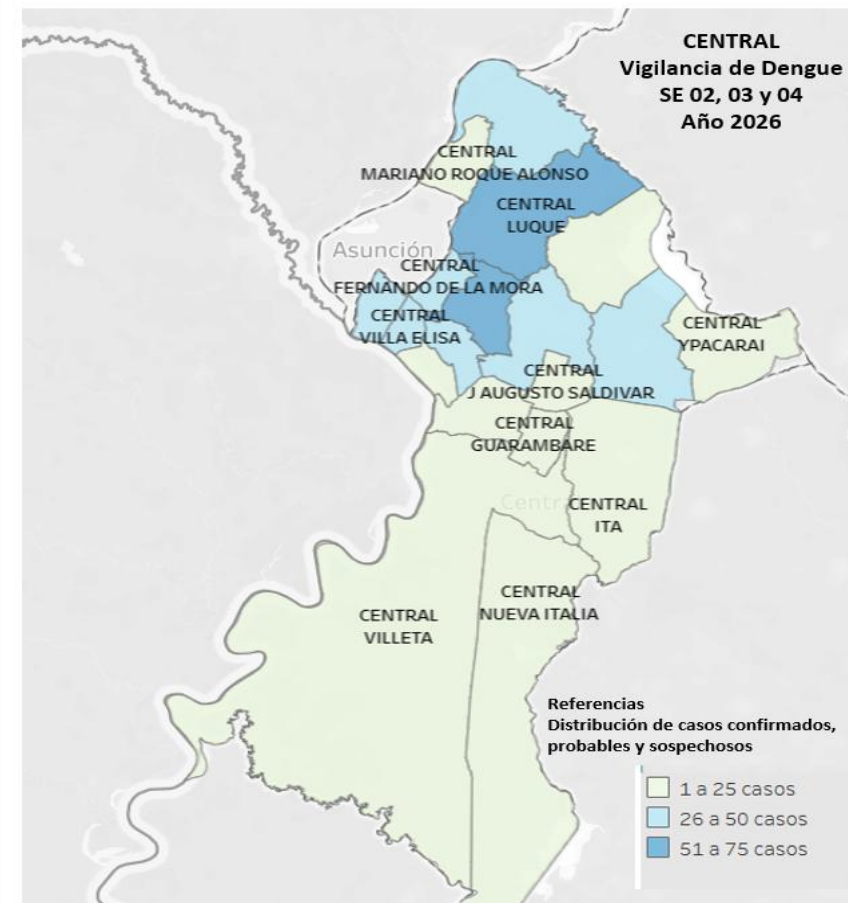 CENTRAL
Vigilancia de Dengue
SE 02, 03 y 04
Año 2026
CENTRAL
MARIANO ROQUE ALONSO
CENTRAL
LUQUE
Asunción
CENTRAL
FERNANDO DE LA MORA
CENTRAL
VILLA ELISA
CENTRAL
YPACARAI
CENTRAL
J AUGUSTO SALDIVAR
CENTRAL
GUARAMBARE
Central
CENTRAL
ITA
CENTRAL
NUEVA ITALIA
CENTRAL
VILLETA
Referencias
Distribución de casos confirmados,
probables y sospechosos
1 a 25 casos
26 a 50 casos
51 a 75 casos